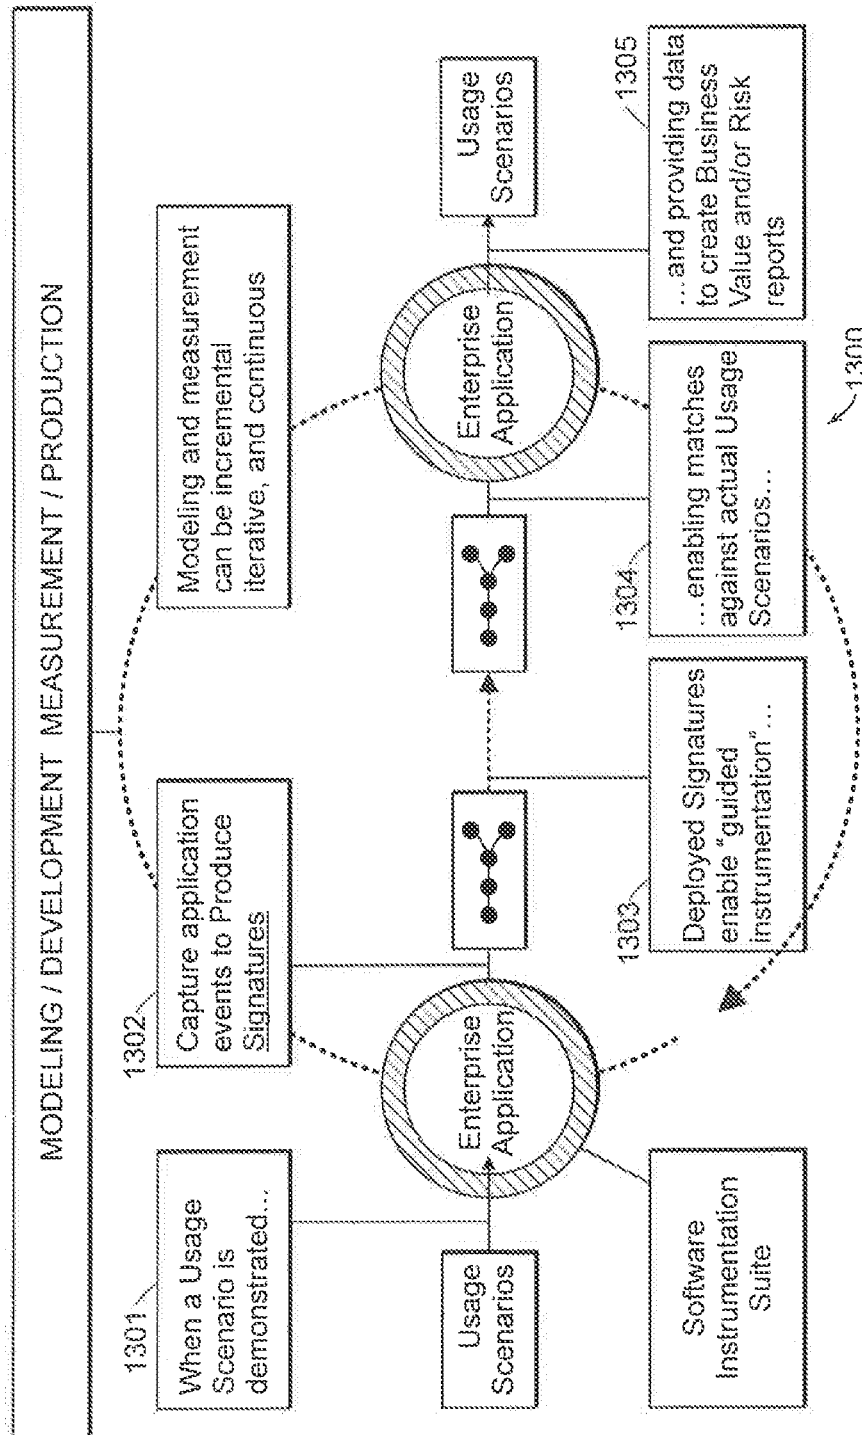 MODELING / DEVELOPMENT MEASUREMENT / PRODUCTION
1301
When a Usage
Scenario is
demonstrated...
1302
Capture application
events to Produce
Signatures
Modeling and measurement
can be incremental
iterative, and continuous
Usage
Scenarios
Enterprise
Application
Enterprise
Application
Usage
Scenarios
Software
Instrumentation
Suite
1303
Deployed Signatures
enable “guided
instrumentation”...
1304
...enabling matches
against actual Usage
Scenarios...
1305
...and providing data
to create Business
Value and/or Risk
reports
1300